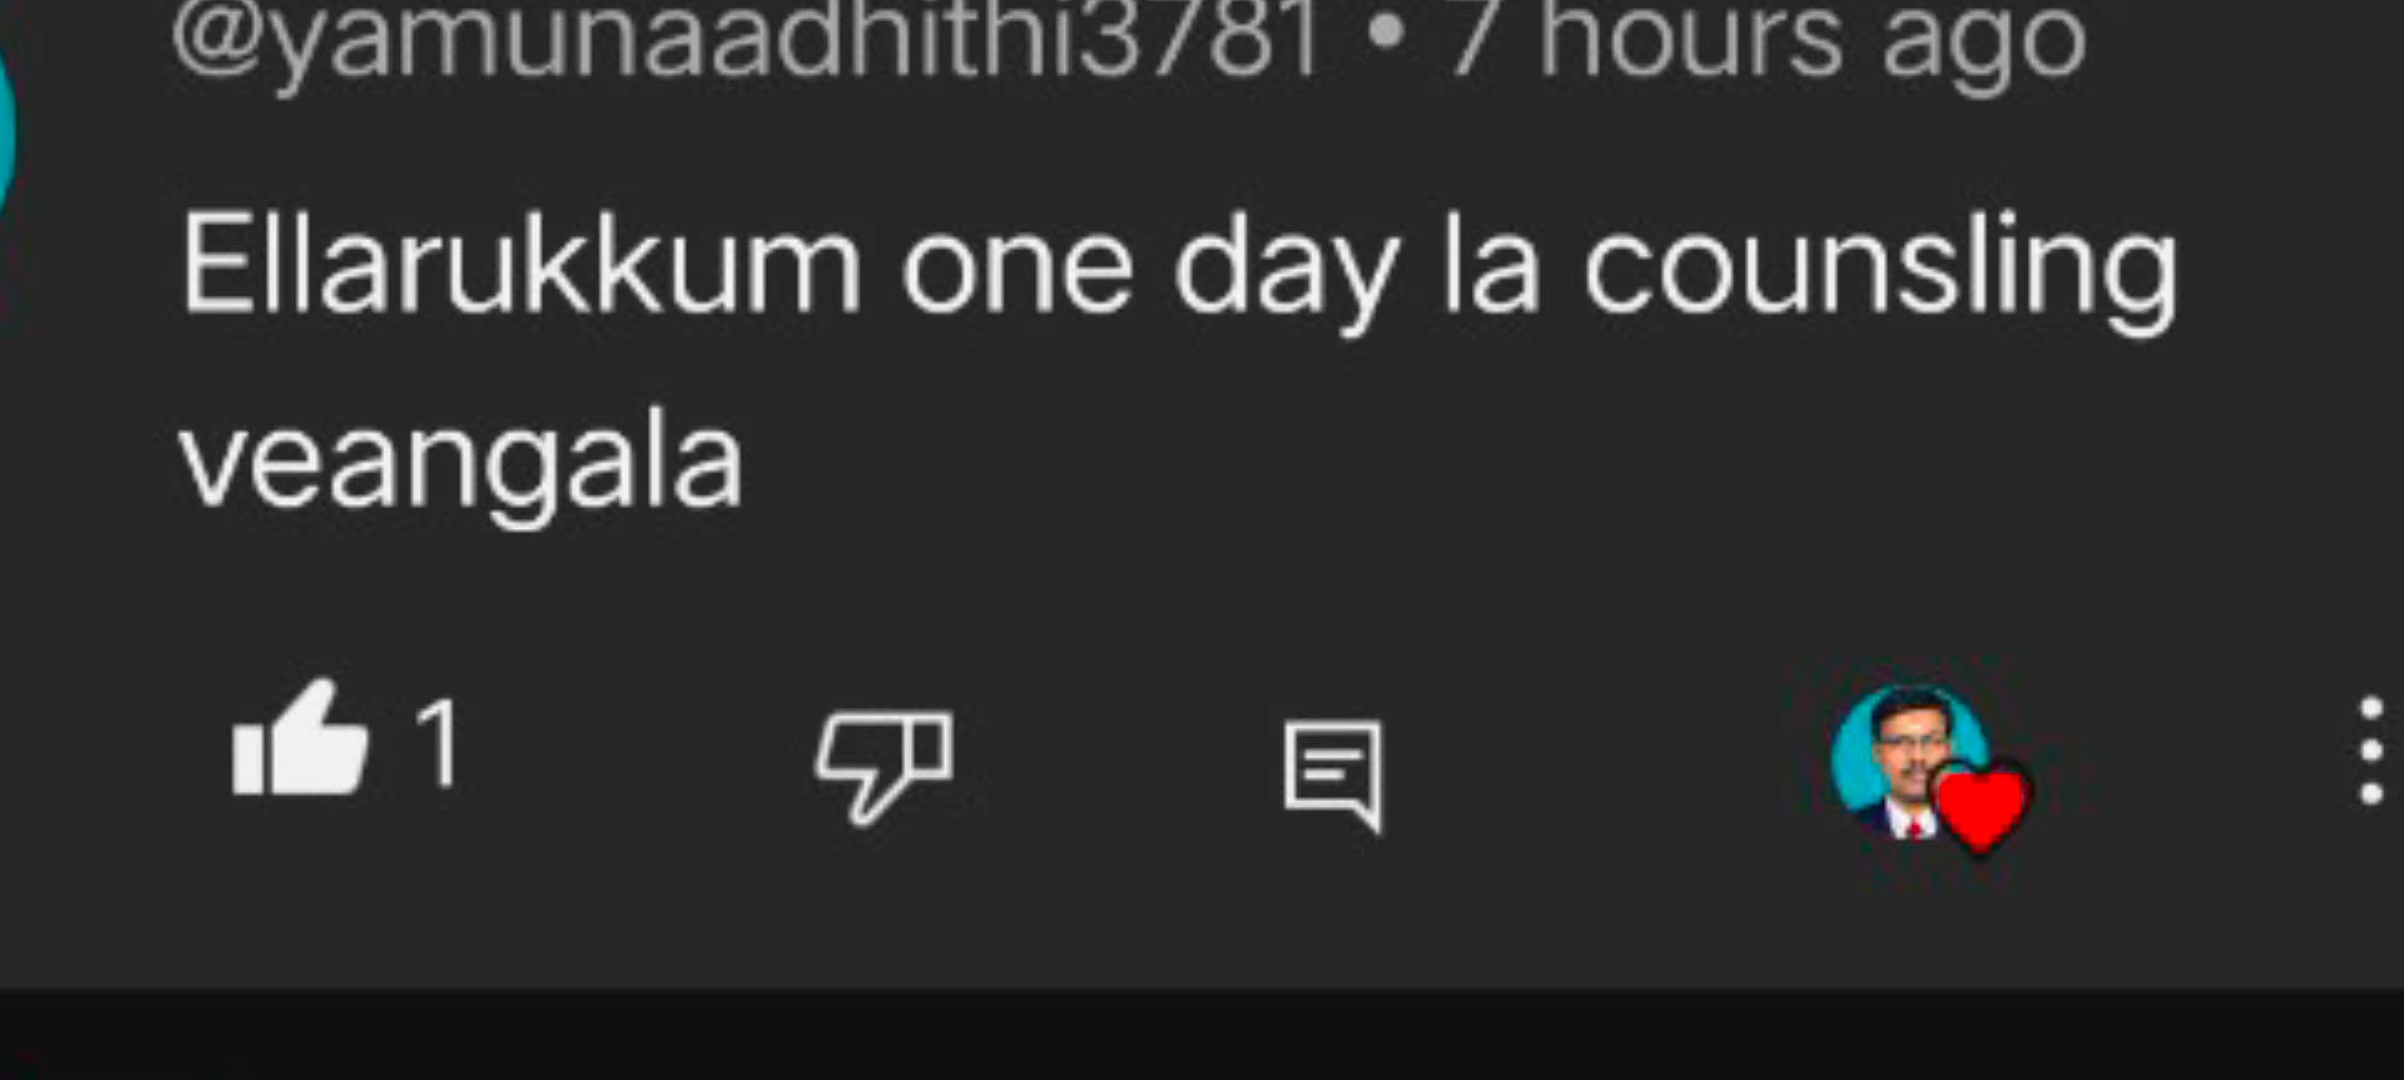 @yamunaadhithi3781 • 7 hours ago
Ellarukkum one day la counsling
veangala
1